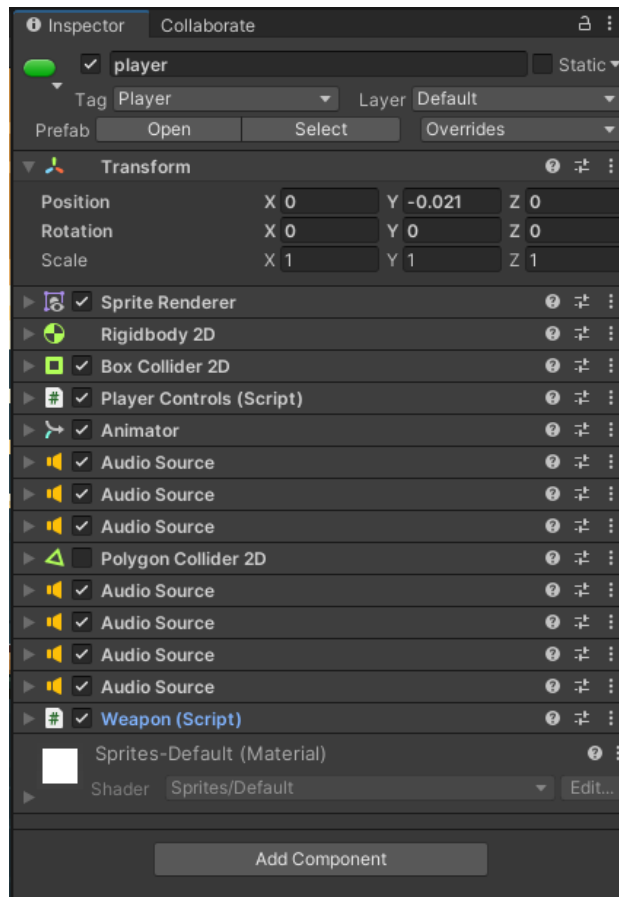 Inspector Collaborate
player Static
Tag Player Layer Default
Prefab Open Select Overrides
Transform
Position X 0 Y -0.021 Z 0
Rotation X 0 Y 0 Z 0
Scale X 1 Y 1 Z 1
Sprite Renderer
Rigidbody 2D
Box Collider 2D
# Player Controls (Script)
Animator
Audio Source
Audio Source
Audio Source
Polygon Collider 2D
Audio Source
Audio Source
Audio Source
Audio Source
# Weapon (Script)
Sprites-Default (Material)
Shader Sprites/Default Edit...
Add Component